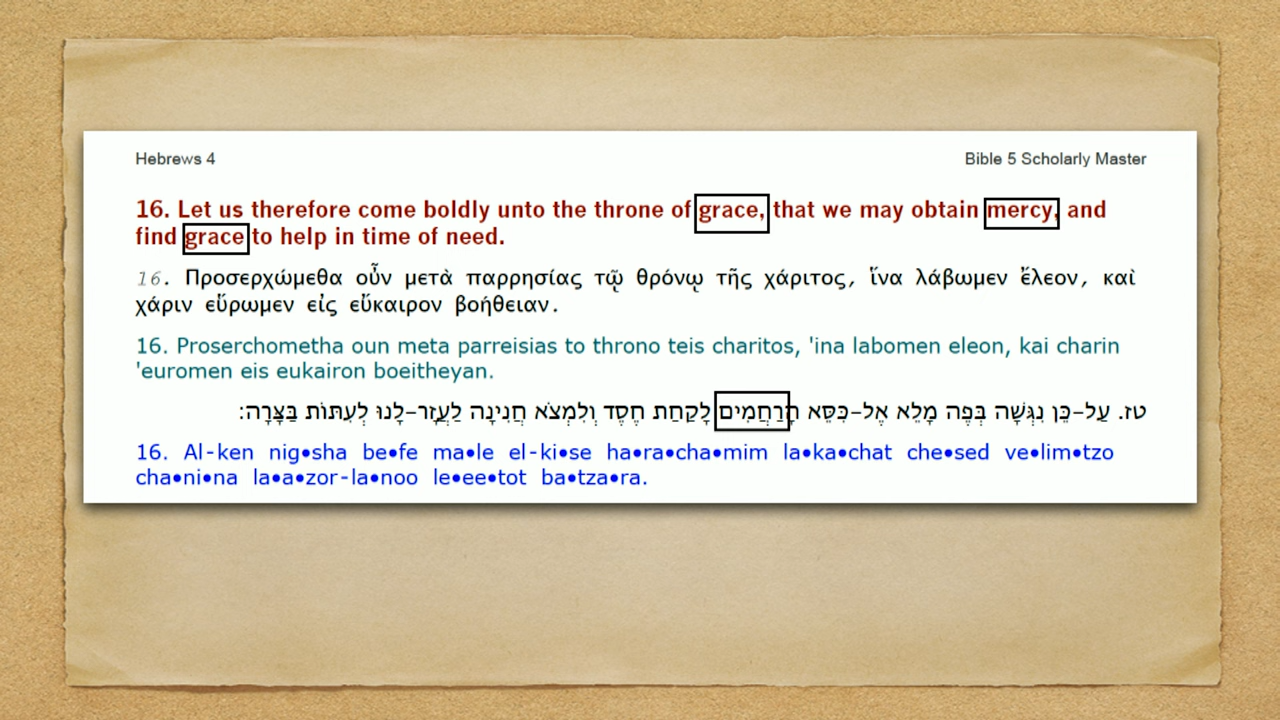 Hebrews 4
Bible 5 Scholarly Master
16. Let us therefore come boldly unto the throne of grace, that we may obtain mercy, and
find grace to help in time of need.
16. Προσερχώμεθα οὖν μετὰ παρρησίας τῷ θρόνῳ τῆς χάριτος, ἵνα λάβωμεν ἔλεον, καὶ
χάριν εὕρωμεν εἰς εὔκαιρον βοήθειαν.
16. Proserchometha oun meta parreisias to throno teis charitos, 'ina labomen eleon, kai charin
'euromen eis eukairon boeitheyan.
טז. עַל–כֵּן נִגְּשָׁה בְּפֶה מָלֵא אֶל–כִּסֵּא הָרַחֲמִים לָקַחַת חֶסֶד וְלִמְצֹא חֲנִינָה לַעֲזָר–לָנוּ לְעִתּוֹת בַּצָּרָה:
16. Al-ken nig•sha be•fe ma•le el-ki•se ha•ra•cha•mim la•ka•chat che•sed ve•lim•tzo
cha•ni•na la•a•zor-la•noo le•ee•tot ba•tza•ra.